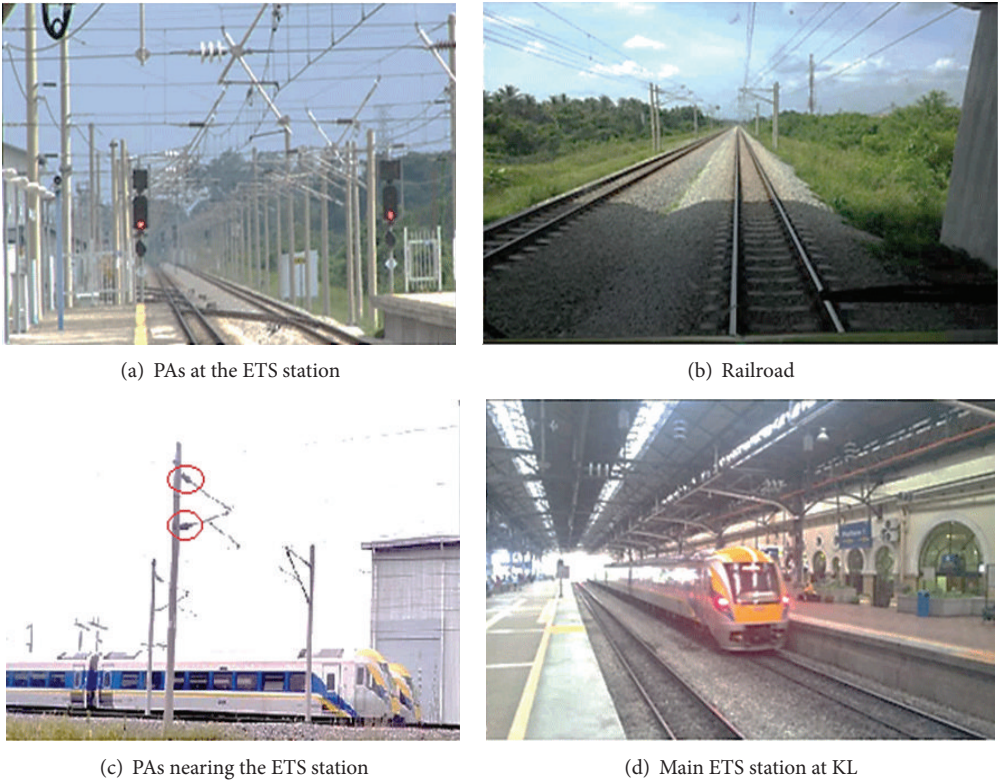 (a) PAs at the ETS station
(b) Railroad
(c) PAs nearing the ETS station
(d) Main ETS station at KL